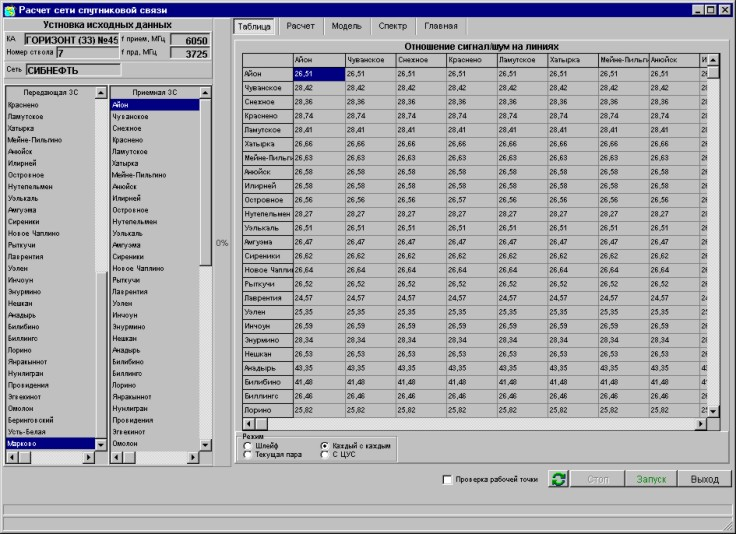 Расчет сети спутниковой связи
Устновка исходных данных
КА ГОРИЗОНТ (33) №45 f прием, МГц 6050
Номер ствола 7 f прд, МГц 3725
Сеть СИБНЕФТЬ
Передающая ЗС
Краснено
Ламутское
Хатырка
Мейне-Пильгино
Анюйск
Илирней
Островное
Нутепельмен
Уэлькаль
Амгуэма
Сиреники
Новое Чаплино
Рыткучи
Лаврентия
Уэлен
Инчоун
Энурмино
Нешкан
Анадырь
Билибино
Биллингс
Лорино
Янракыннот
Нунлигран
Провидения
Эгвекинот
Омолон
Беринговский
Усть-Белая
Марково
Приемная ЗС
Айон
Чуванское
Снежное
Краснено
Ламутское
Хатырка
Мейне-Пильгино
Анюйск
Илирней
Островное
Нутепельмен
Уэлькаль
Амгуэма
Сиреники
Новое Чаплино
Рыткучи
Лаврентия
Уэлен
Инчоун
Энурмино
Нешкан
Анадырь
Билибино
Биллингс
Лорино
Янракыннот
Нунлигран
Провидения
Эгвекинот
Омолон
0%
Таблица Расчет Модель Спектр Главная
Отношение сигнал/шум на линиях
Айон Чуванское Снежное Краснено Ламутское Хатырка Мейне-Пильги Анюйск И
Айон 26,51 26,51 26,51 26,51 26,51 26,51 26,51 26,51 26
Чуванское 28,42 28,42 28,42 28,42 28,42 28,42 28,42 28,42 28
Снежное 28,36 28,36 28,36 28,36 28,36 28,36 28,36 28,36 28
Краснено 28,74 28,74 28,74 28,74 28,74 28,74 28,74 28,74 28
Ламутское 28,41 28,41 28,41 28,41 28,41 28,41 28,41 28,41 28
Хатырка 26,66 26,66 26,66 26,66 26,66 26,66 26,66 26,66 26
Мейне-Пильги 26,63 26,63 26,63 26,63 26,63 26,63 26,63 26,63 26
Анюйск 26,58 26,58 26,58 26,58 26,58 26,58 26,58 26,58 26
Илирней 26,58 26,58 26,58 26,58 26,58 26,58 26,58 26,58 26
Островное 26,56 26,56 26,56 26,56 26,56 26,56 26,56 26,56 26
Нутепельмен 28,27 28,27 28,27 28,27 28,27 28,27 28,27 28,27 28
Уэлькаль 26,51 26,51 26,51 26,51 26,51 26,51 26,51 26,51 26
Амгуэма 26,47 26,47 26,47 26,47 26,47 26,47 26,47 26,47 26
Сиреники 26,62 26,62 26,62 26,62 26,62 26,62 26,62 26,62 26
Новое Чаплин 26,64 26,64 26,64 26,64 26,64 26,64 26,64 26,64 26
Рыткучи 26,52 26,52 26,52 26,52 26,52 26,52 26,52 26,52 26
Лаврентия 24,57 24,57 24,57 24,57 24,57 24,57 24,57 24,57 24
Уэлен 25,35 25,35 25,35 25,35 25,35 25,35 25,35 25,35 25
Инчоун 26,59 26,59 26,59 26,59 26,59 26,59 26,59 26,59 26
Энурмино 28,34 28,34 28,34 28,34 28,34 28,34 28,34 28,34 28
Нешкан 26,53 26,53 26,53 26,53 26,53 26,53 26,53 26,53 26
Анадырь 43,35 43,35 43,35 43,35 43,35 43,35 43,35 43,35 43
Билибино 41,48 41,48 41,48 41,48 41,48 41,48 41,48 41,48 41
Биллингс 26,46 26,46 26,46 26,46 26,46 26,46 26,46 26,46 26
Лорино 25,82 25,82 25,82 25,82 25,82 25,82 25,82 25,82 25
Режим
Шлейф Каждый с каждым
Текущая пара С ЦУС
Проверка рабочей точки Стоп Запуск Выход